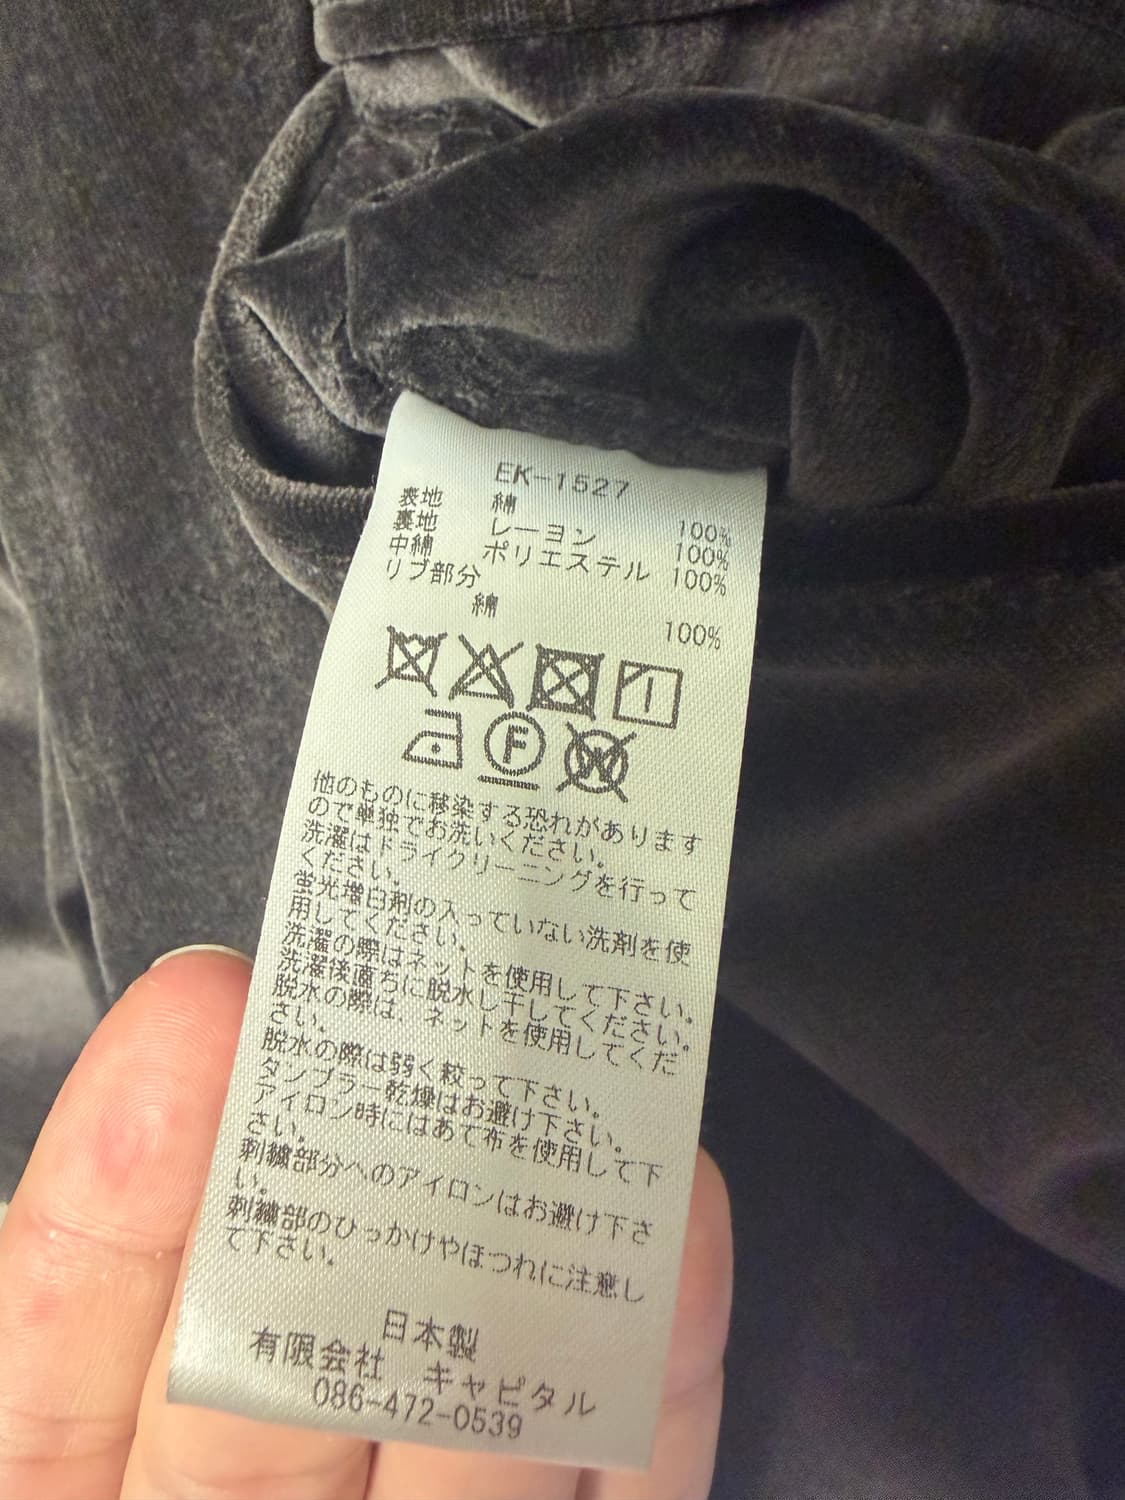 EK-1527
表地 綿 100%
裏地 レーヨン 100%
中綿 ポリエステル 100%
リブ部分
綿 100%
F
W
他のものに移染する恐れがあります
ので単独でお洗いください。
洗濯はドライクリーニングを行って
ください。
蛍光増白剤の入っていない洗剤を使
用してください。
洗濯の際はネットを使用して下さい。
洗濯後直ちに脱水し干してください。
脱水の際は、ネットを使用してくだ
さい。
脱水の際は弱く絞って下さい。
タンブラー乾燥はお避け下さい。
アイロン時にはあて布を使用して下
さい。
刺繍部分へのアイロンはお避け下さ
い。
刺繍部のひっかけやほつれに注意し
て下さい。
日本製
有限会社 キャピタル
086-472-0539